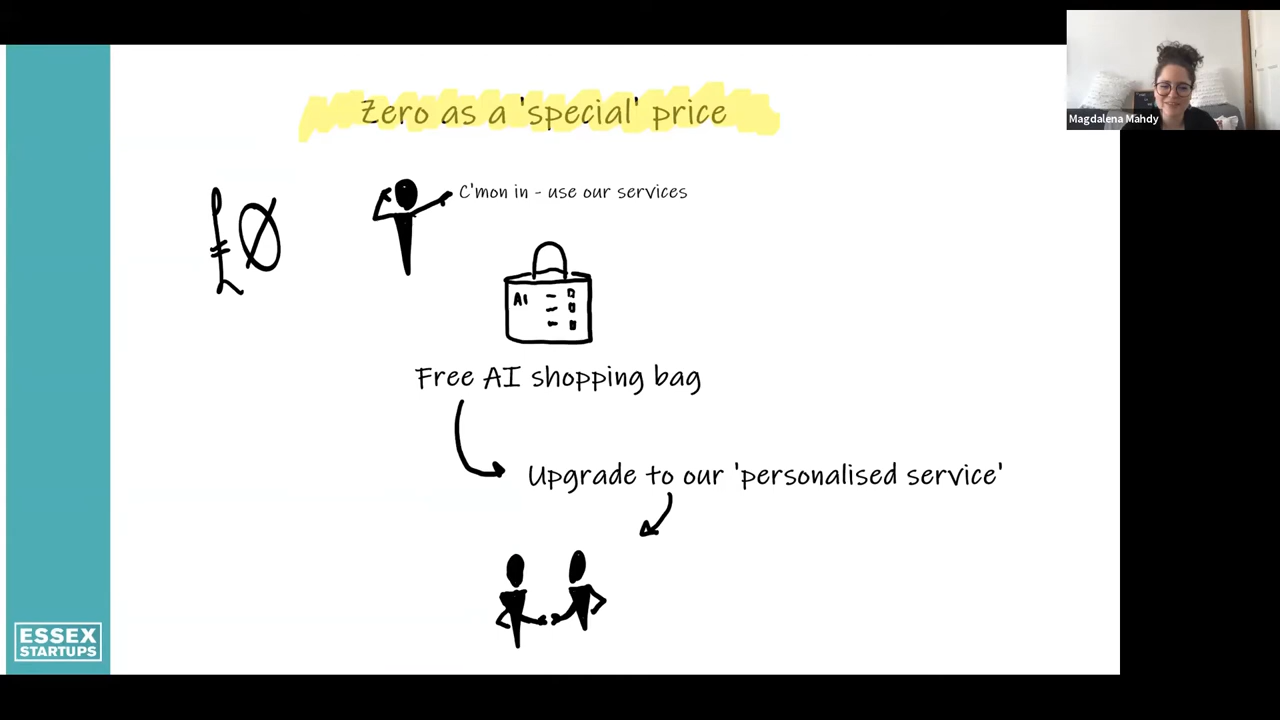 Zero as a 'special' price
Magdalena Mahdy
C'mon in - use our services
£0
AI
Free AI shopping bag
Upgrade to our 'personalised service'
ESSEX
STARTUPS